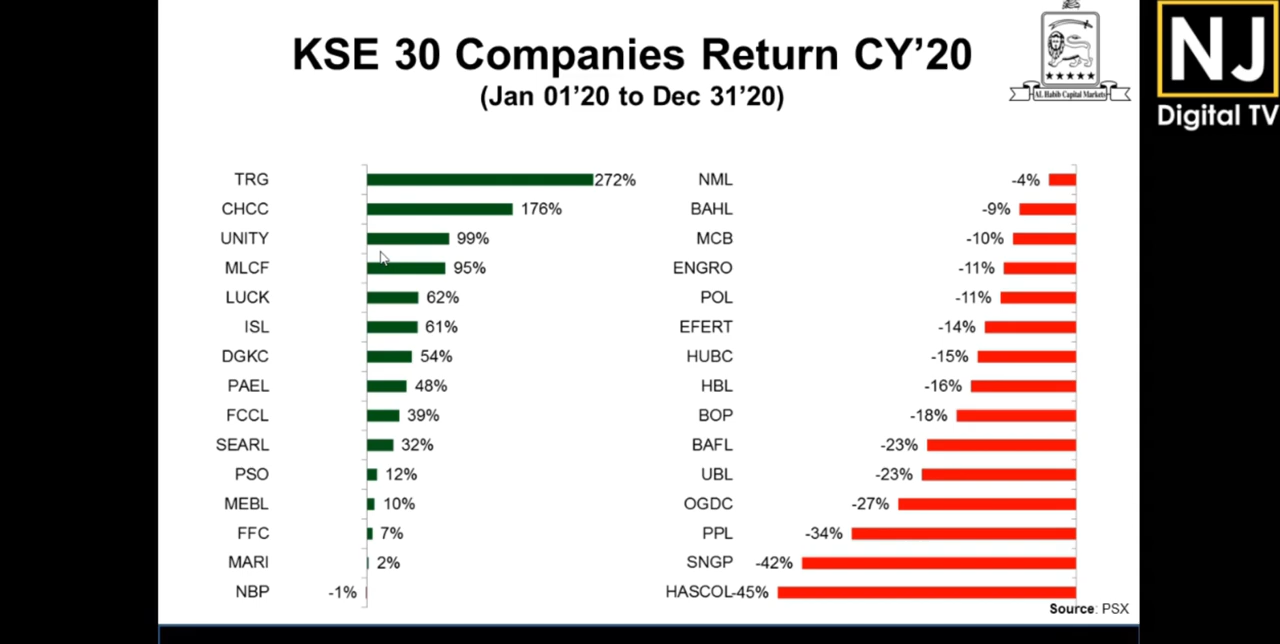 KSE 30 Companies Return CY'20
(Jan 01'20 to Dec 31'20)
AL Habib Capital Markets
NJ
Digital TV
TRG 272%
CHCC 176%
UNITY 99%
MLCF 95%
LUCK 62%
ISL 61%
DGKC 54%
PAEL 48%
FCCL 39%
SEARL 32%
PSO 12%
MEBL 10%
FFC 7%
MARI 2%
NBP -1%
NML -4%
BAHL -9%
MCB -10%
ENGRO -11%
POL -11%
EFERT -14%
HUBC -15%
HBL -16%
BOP -18%
BAFL -23%
UBL -23%
OGDC -27%
PPL -34%
SNGP -42%
HASCOL -45%
Source: PSX